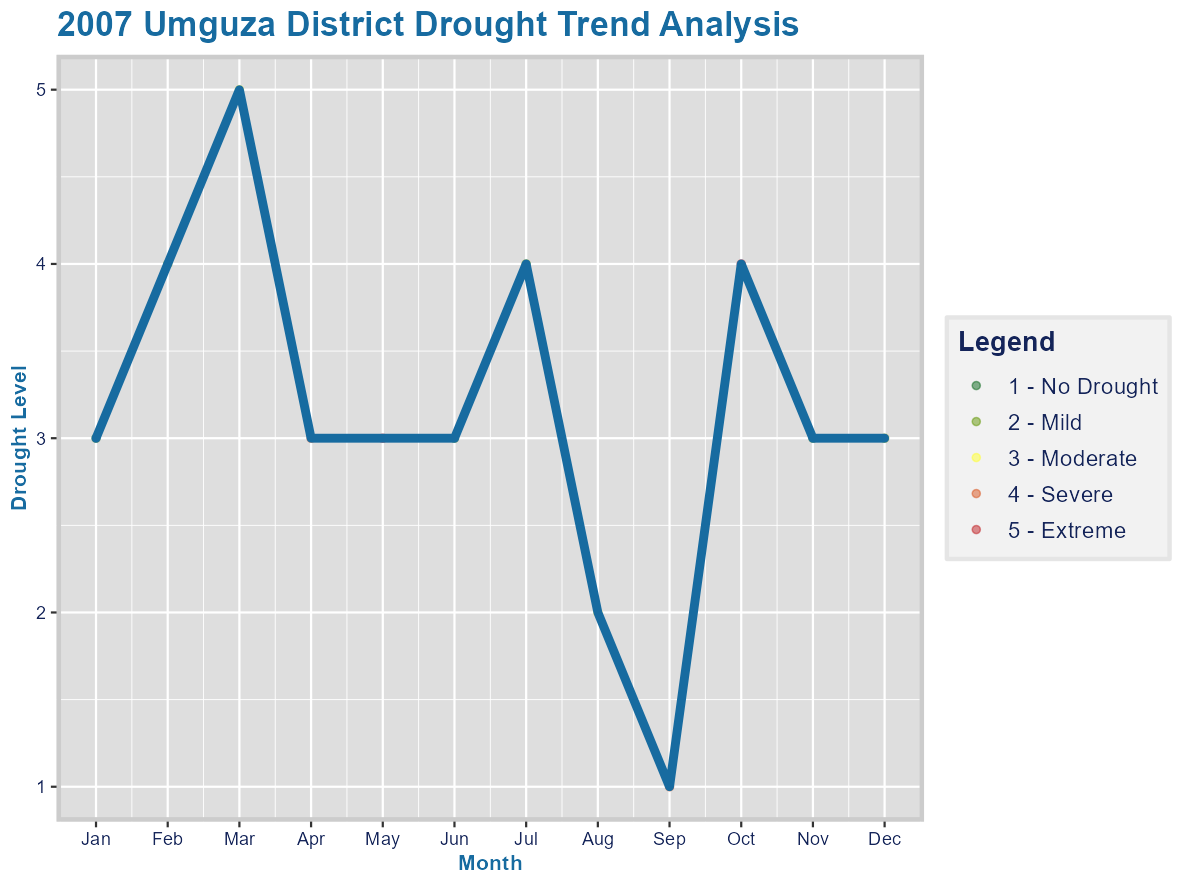 2007 Umguza District Drought Trend Analysis
5
4
3
2
1
Drought Level
Jan Feb Mar Apr May Jun Jul Aug Sep Oct Nov Dec
Month
Legend
1 - No Drought
2 - Mild
3 - Moderate
4 - Severe
5 - Extreme